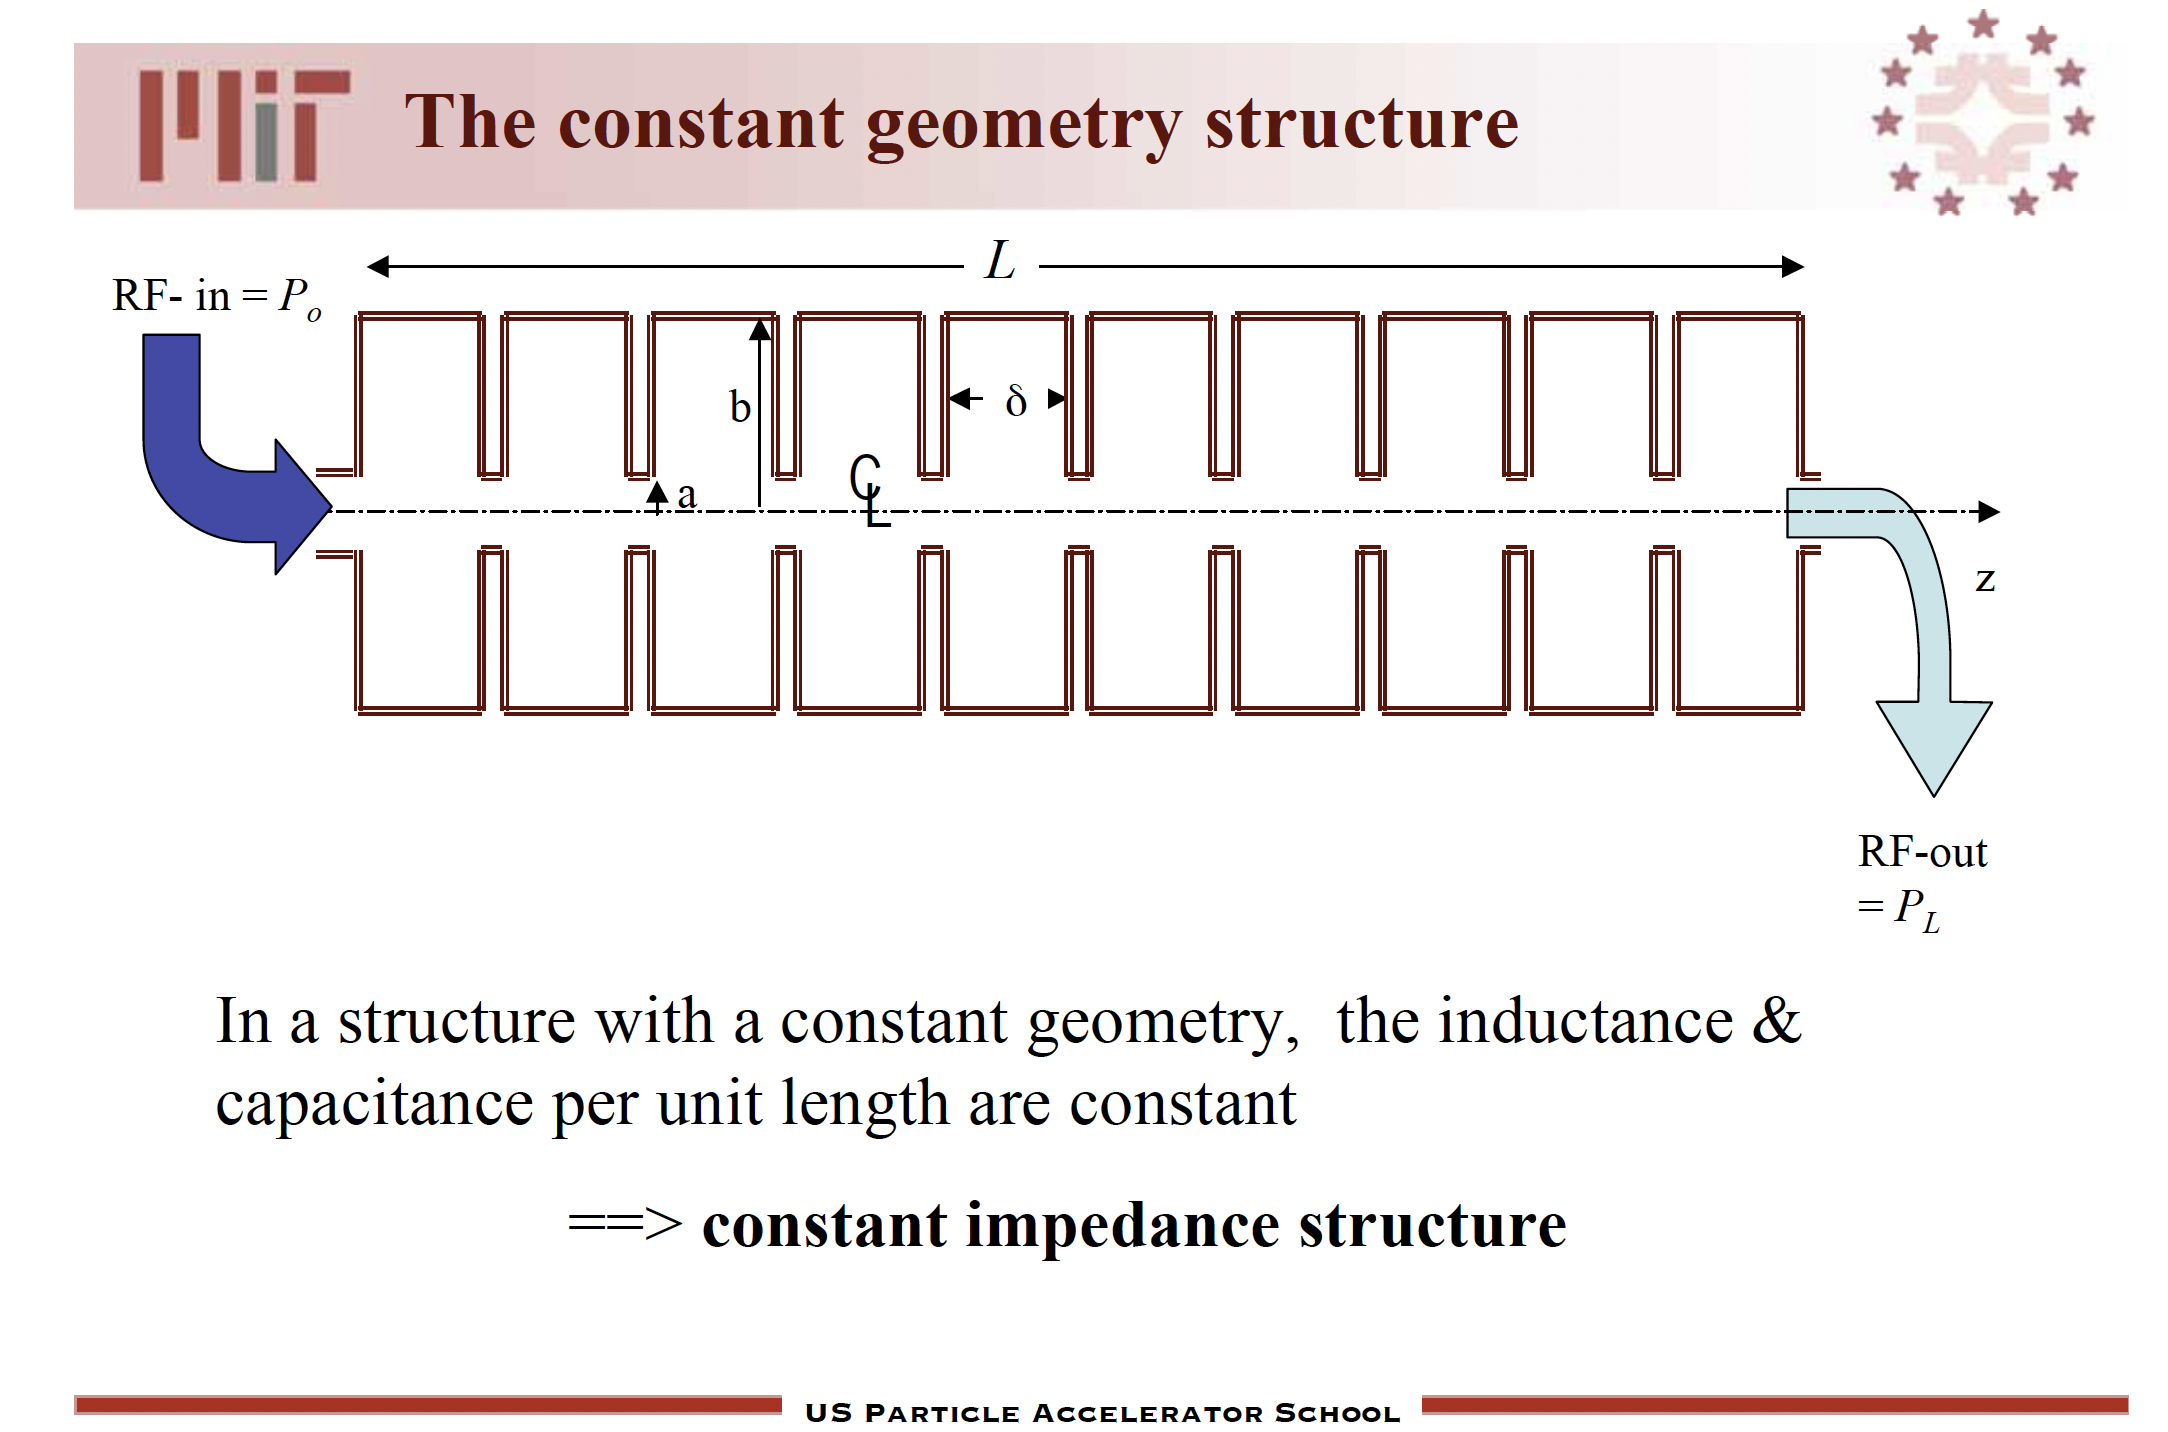 MIT
The constant geometry structure
L
RF- in = Po
b
δ
a
CL
z
RF-out
= PL
In a structure with a constant geometry,  the inductance &
capacitance per unit length are constant
==> constant impedance structure
US Particle Accelerator School